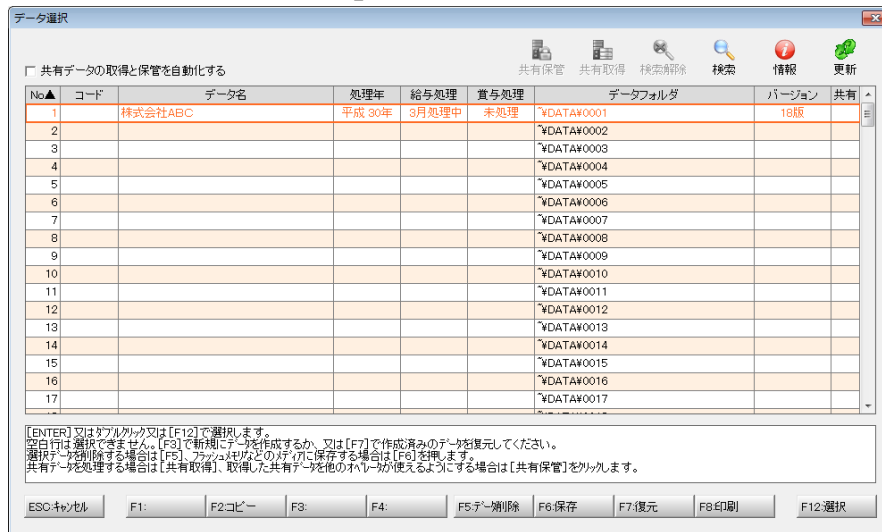 データ選択
共有保管 共有取得 検索解除 検索 情報 更新
共有データの取得と保管を自動化する
No▲ コード データ名 処理年 給与処理 賞与処理 データフォルダ バージョン 共有
1 株式会社ABC 平成 30年 3月処理中 未処理 ~¥DATA¥0001 18版
2 ~¥DATA¥0002
3 ~¥DATA¥0003
4 ~¥DATA¥0004
5 ~¥DATA¥0005
6 ~¥DATA¥0006
7 ~¥DATA¥0007
8 ~¥DATA¥0008
9 ~¥DATA¥0009
10 ~¥DATA¥0010
11 ~¥DATA¥0011
12 ~¥DATA¥0012
13 ~¥DATA¥0013
14 ~¥DATA¥0014
15 ~¥DATA¥0015
16 ~¥DATA¥0016
17 ~¥DATA¥0017
[ENTER]又はダブルクリック又は[F12]で選択します。
空白行は選択できません。[F3]で新規にデータを作成するか、又は[F7]で作成済みのデータを復元してください。
選択データを削除する場合は[F5]、フラッシュメモリなどのメディアに保存する場合は[F6]を押します。
共有データを処理する場合は[共有取得]、取得した共有データを他のオペレータが使えるようにする場合は[共有保管]をクリックします。
ESC:キャンセル F1: F2:コピー F3: F4: F5:データ削除 F6:保存 F7:復元 F8:印刷 F12:選択